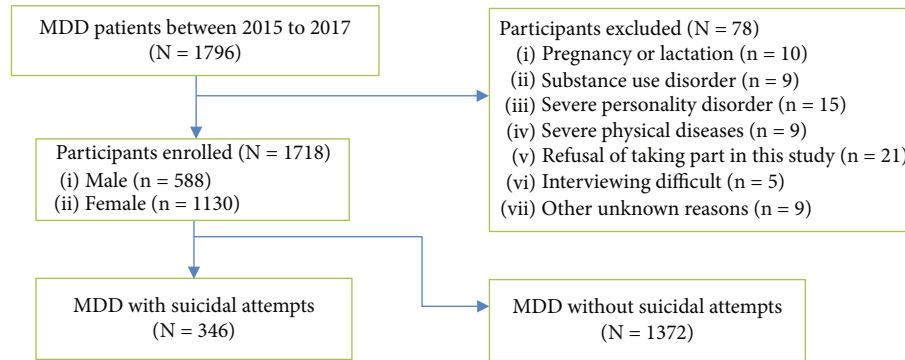 MDD patients between 2015 to 2017
(N = 1796)
Participants excluded (N = 78)
(i) Pregnancy or lactation (n = 10)
(ii) Substance use disorder (n = 9)
(iii) Severe personality disorder (n = 15)
(iv) Severe physical diseases (n = 9)
(v) Refusal of taking part in this study (n = 21)
(vi) Interviewing difficult (n = 5)
(vii) Other unknown reasons (n = 9)
Participants enrolled (N = 1718)
(i) Male (n = 588)
(ii) Female (n = 1130)
MDD with suicidal attempts
(N = 346)
MDD without suicidal attempts
(N = 1372)